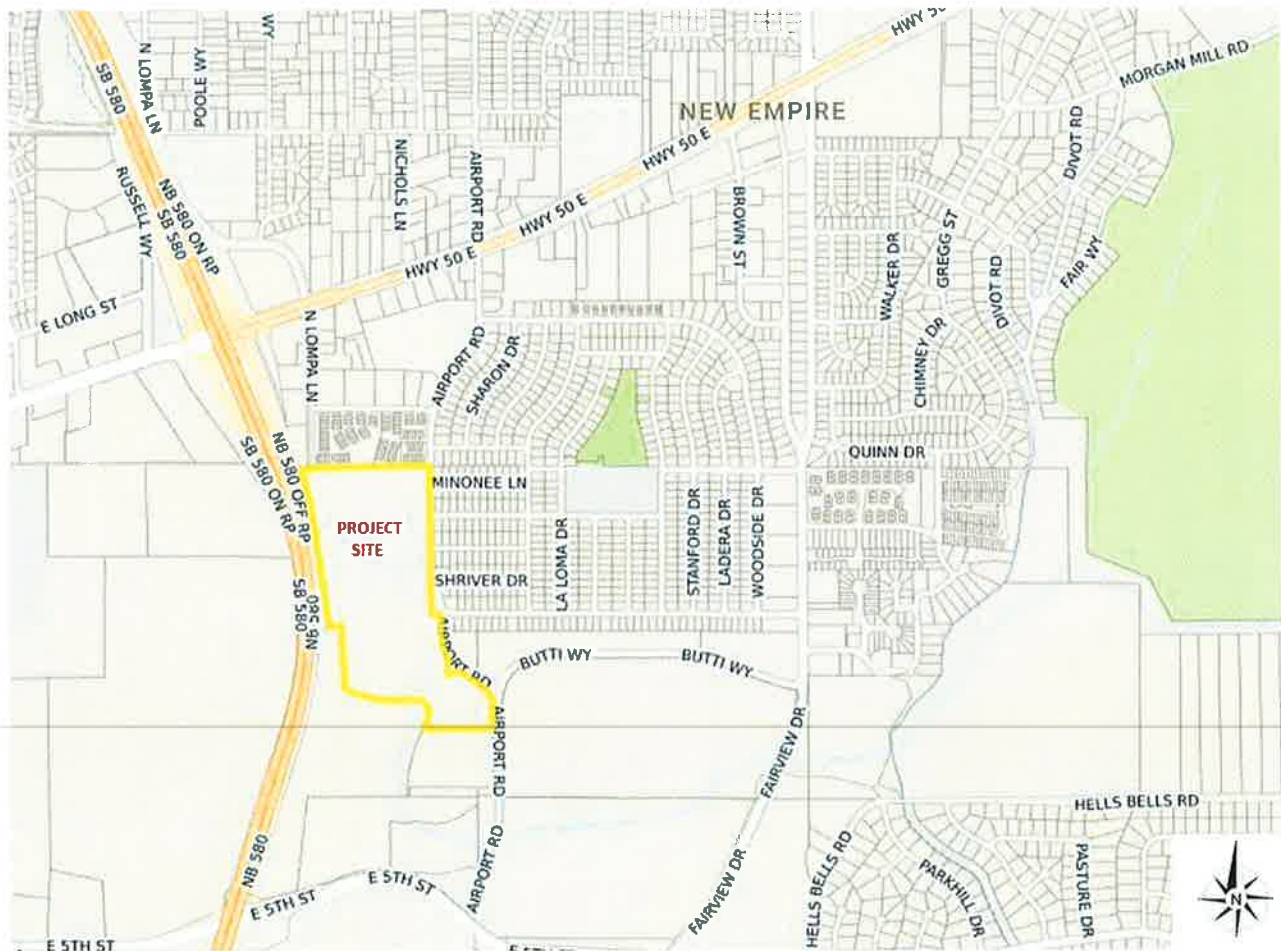 HWY 50
N LOMPA LN
WY
POOLE WY
SB 580
MORGAN MILL RD
NEW EMPIRE
DIVOT RD
HWY 50 E
NICHOLS LN
AIRPORT RD
RUSSELL WY
NB 580 ON RP
SB 580
BROWN ST
GREGG ST
WALKER DR
FAIR WY
HWY 50 E
HWY 50 E
DIVOT RD
E LONG ST
N LOMPA LN
AIRPORT RD
SHARON DR
CHIMNEY DR
NB 580 OFF RP
SB 580 ON RP
QUINN DR
MINONEE LN
PROJECT
SITE
STANFORD DR
LADERA DR
WOODSIDE DR
LA LOMA DR
SHRIVER DR
NB 580
SB 580
AIRPORT RD
BUTTI WY
BUTTI WY
AIRPORT RD
FAIRVIEW DR
HELLS BELLS RD
AIRPORT RD
NB 580
HELLS BELLS RD
PARKHILL DR
PASTURE DR
FAIRVIEW DR
E 5TH ST
E 5TH ST
E 5TH ST
N